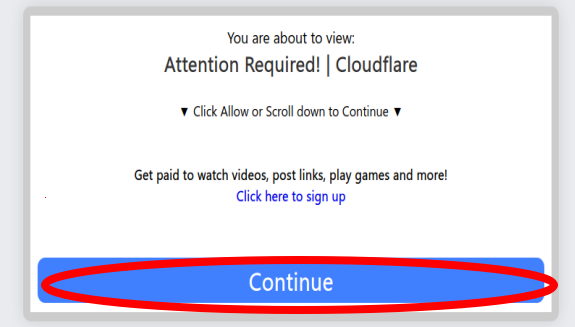 You are about to view:
Attention Required! | Cloudflare
▼ Click Allow or Scroll down to Continue ▼
Get paid to watch videos, post links, play games and more!
Click here to sign up
Continue